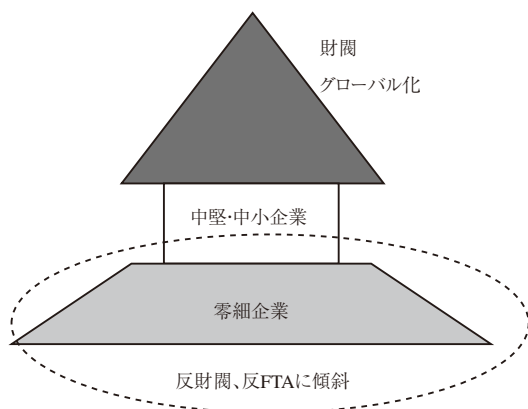 財閥
グローバル化
中堅・中小企業
零細企業
反財閥、反FTAに傾斜